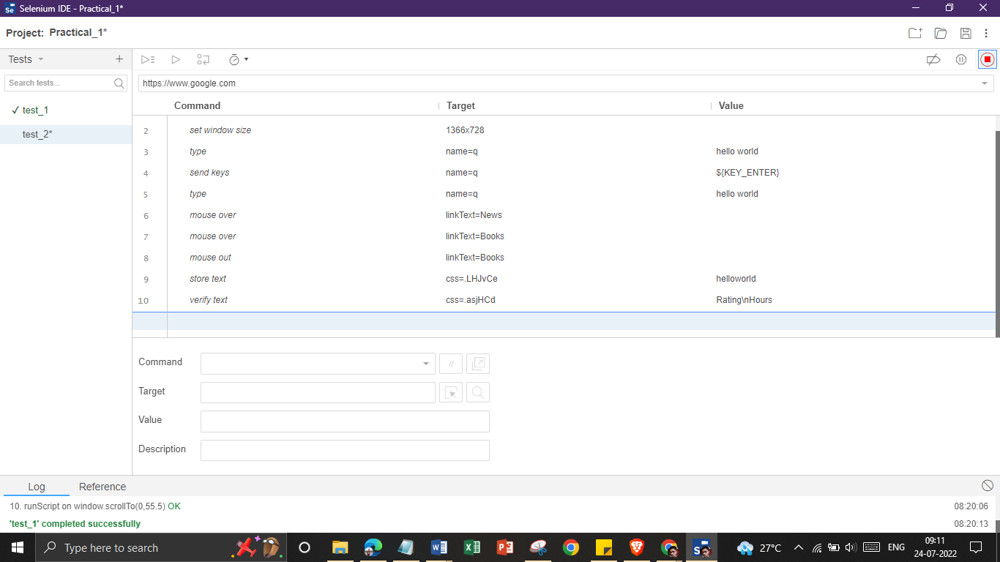 Selenium IDE - Practical_1*
Project: Practical_1*
Tests
Search tests...
✓ test_1
test_2*
https://www.google.com
Command Target Value
2 set window size 1366x728
3 type name=q hello world
4 send keys name=q ${KEY_ENTER}
5 type name=q hello world
6 mouse over linkText=News
7 mouse over linkText=Books
8 mouse out linkText=Books
9 store text css=.LHJvCe helloworld
10 verify text css=.asjHCd Rating\nHours
Command //
Target
Value
Description
Log Reference
10. runScript on window.scrollTo(0,55.5) OK 08:20:06
'test_1' completed successfully 08:20:13
Type here to search
27°C
ENG
09:11
24-07-2022